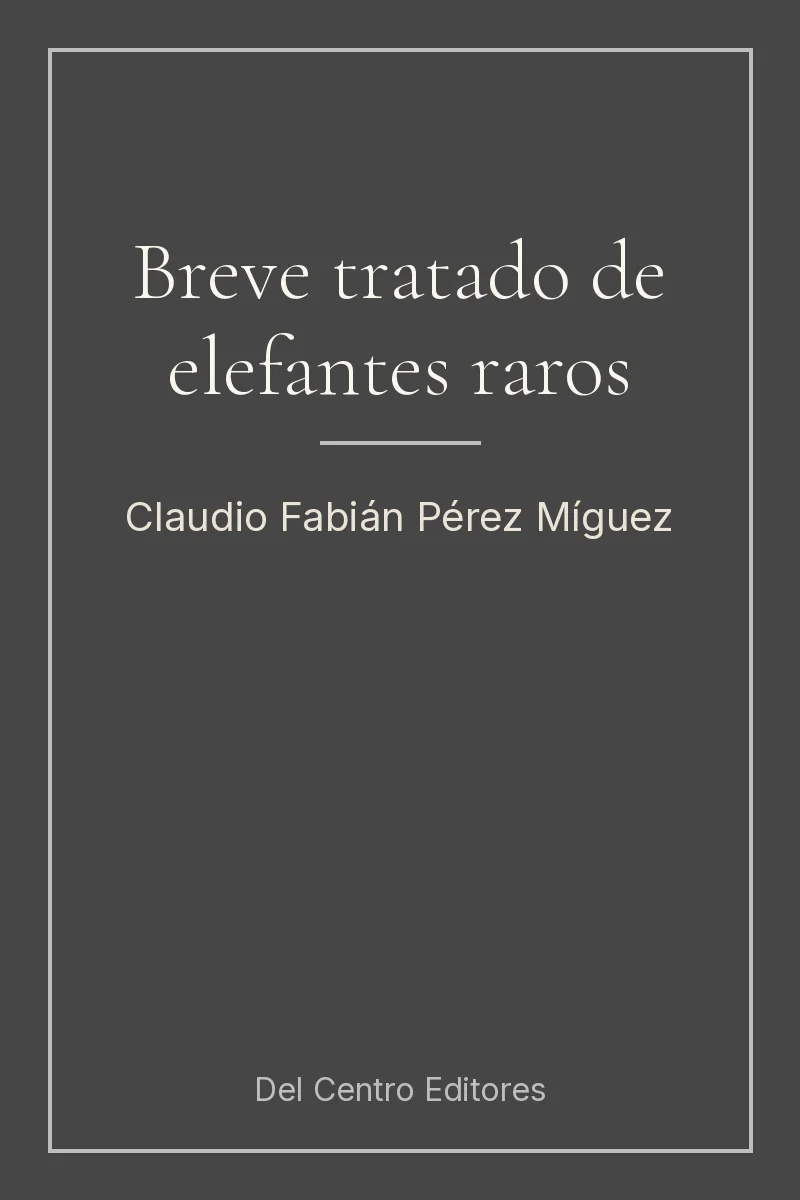 Breve tratado de
elefantes raros
Claudio Fabián Pérez Míguez
Del Centro Editores